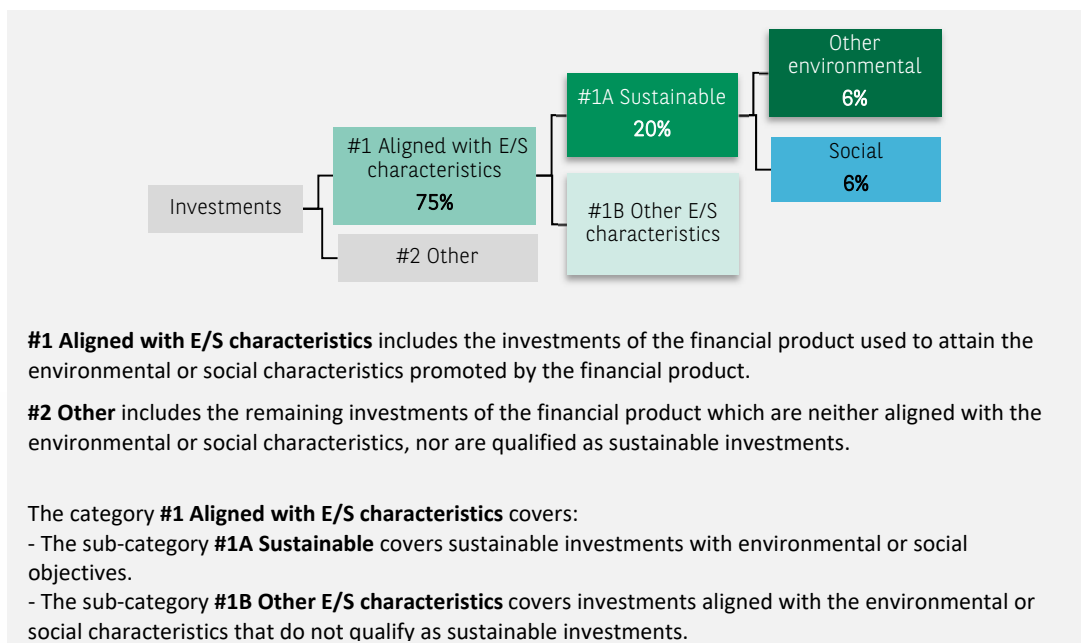 Other
environmental
6%
#1A Sustainable
20%
#1 Aligned with E/S
characteristics
75%
Social
6%
Investments
#1B Other E/S
characteristics
#2 Other
#1 Aligned with E/S characteristics includes the investments of the financial product used to attain the
environmental or social characteristics promoted by the financial product.
#2 Other includes the remaining investments of the financial product which are neither aligned with the
environmental or social characteristics, nor are qualified as sustainable investments.
The category #1 Aligned with E/S characteristics covers:
- The sub-category #1A Sustainable covers sustainable investments with environmental or social
objectives.
- The sub-category #1B Other E/S characteristics covers investments aligned with the environmental or
social characteristics that do not qualify as sustainable investments.